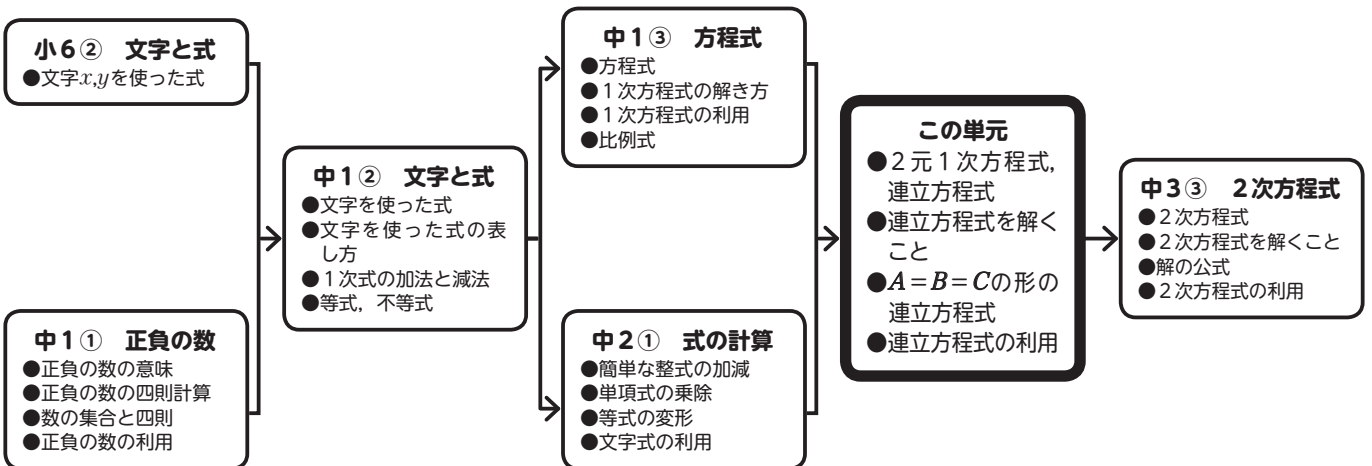 小6② 文字と式
●文字x,yを使った式
中1① 正負の数
●正負の数の意味
●正負の数の四則計算
●数の集合と四則
●正負の数の利用
中1② 文字と式
●文字を使った式
●文字を使った式の表
し方
●1次式の加法と減法
●等式，不等式
中1③ 方程式
●方程式
●1次方程式の解き方
●1次方程式の利用
●比例式
中2① 式の計算
●簡単な整式の加減
●単項式の乗除
●等式の変形
●文字式の利用
この単元
●2元1次方程式，
連立方程式
●連立方程式を解く
こと
●A＝B＝Cの形の
連立方程式
●連立方程式の利用
中3③ 2次方程式
●2次方程式
●2次方程式を解くこと
●解の公式
●2次方程式の利用